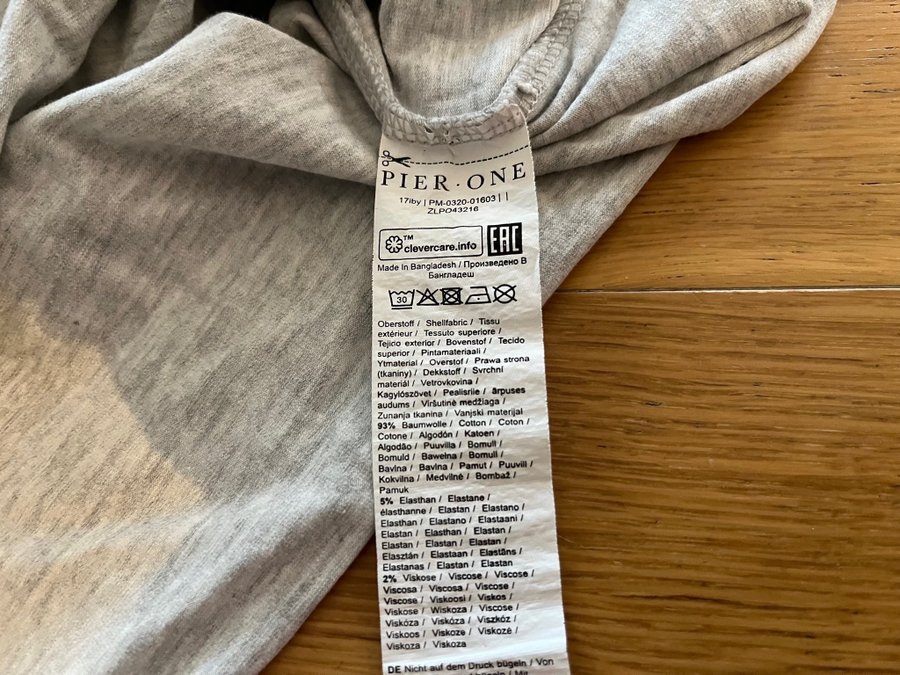 PIER · ONE
17iby | PM-0320-01603 | |
ZLPO43216
TM
clevercare.info
EAC
Made In Bangladesh / Произведено В
Бангладеш
30
Oberstoff / Shellfabric / Tissu
extérieur / Tessuto superiore /
Tejido exterior / Bovenstof / Tecido
superior / Pintamateriaali /
Ytmaterial / Overstof / Prawa strona
(tkaniny) / Dekkstoff / Svrchní
materiál / Vetrovkovina /
Kagylószövet / Pealisriie / ārpuses
audums / Viršutinė medžiaga /
Zunanja tkanina / Vanjski materijal
93% Baumwolle / Cotton / Coton /
Cotone / Algodón / Katoen /
Algodão / Puuvilla / Bomull /
Bomuld / Bawełna / Bomull /
Bavlna / Bavlna / Pamut / Puuvill /
Kokvilna / Medvilnė / Bombaž /
Pamuk
5% Elasthan / Elastane /
élasthanne / Elastan / Elastano /
Elasthan / Elastano / Elastaani /
Elastan / Elasthan / Elastan /
Elastan / Elastan / Elastan /
Elasztán / Elastaan / Elastāns /
Elastanas / Elastan / Elastan
2% Viskose / Viscose / Viscose /
Viscosa / Viscosa / Viscose /
Viscose / Viskoosi / Viskos /
Viskose / Wiskoza / Viscose /
Viskóza / Viskóza / Viszkóz /
Viskoos / Viskoze / Viskozė /
Viskoza / Viskoza
DE Nicht auf dem Druck bügeln / Von